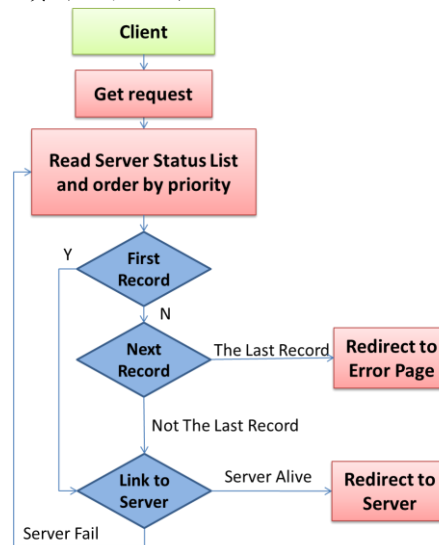 Client
Get request
Read Server Status List
and order by priority
Y
First
Record
N
Next
Record
The Last Record
Redirect to
Error Page
Not The Last Record
Link to
Server
Server Alive
Redirect to
Server
Server Fail